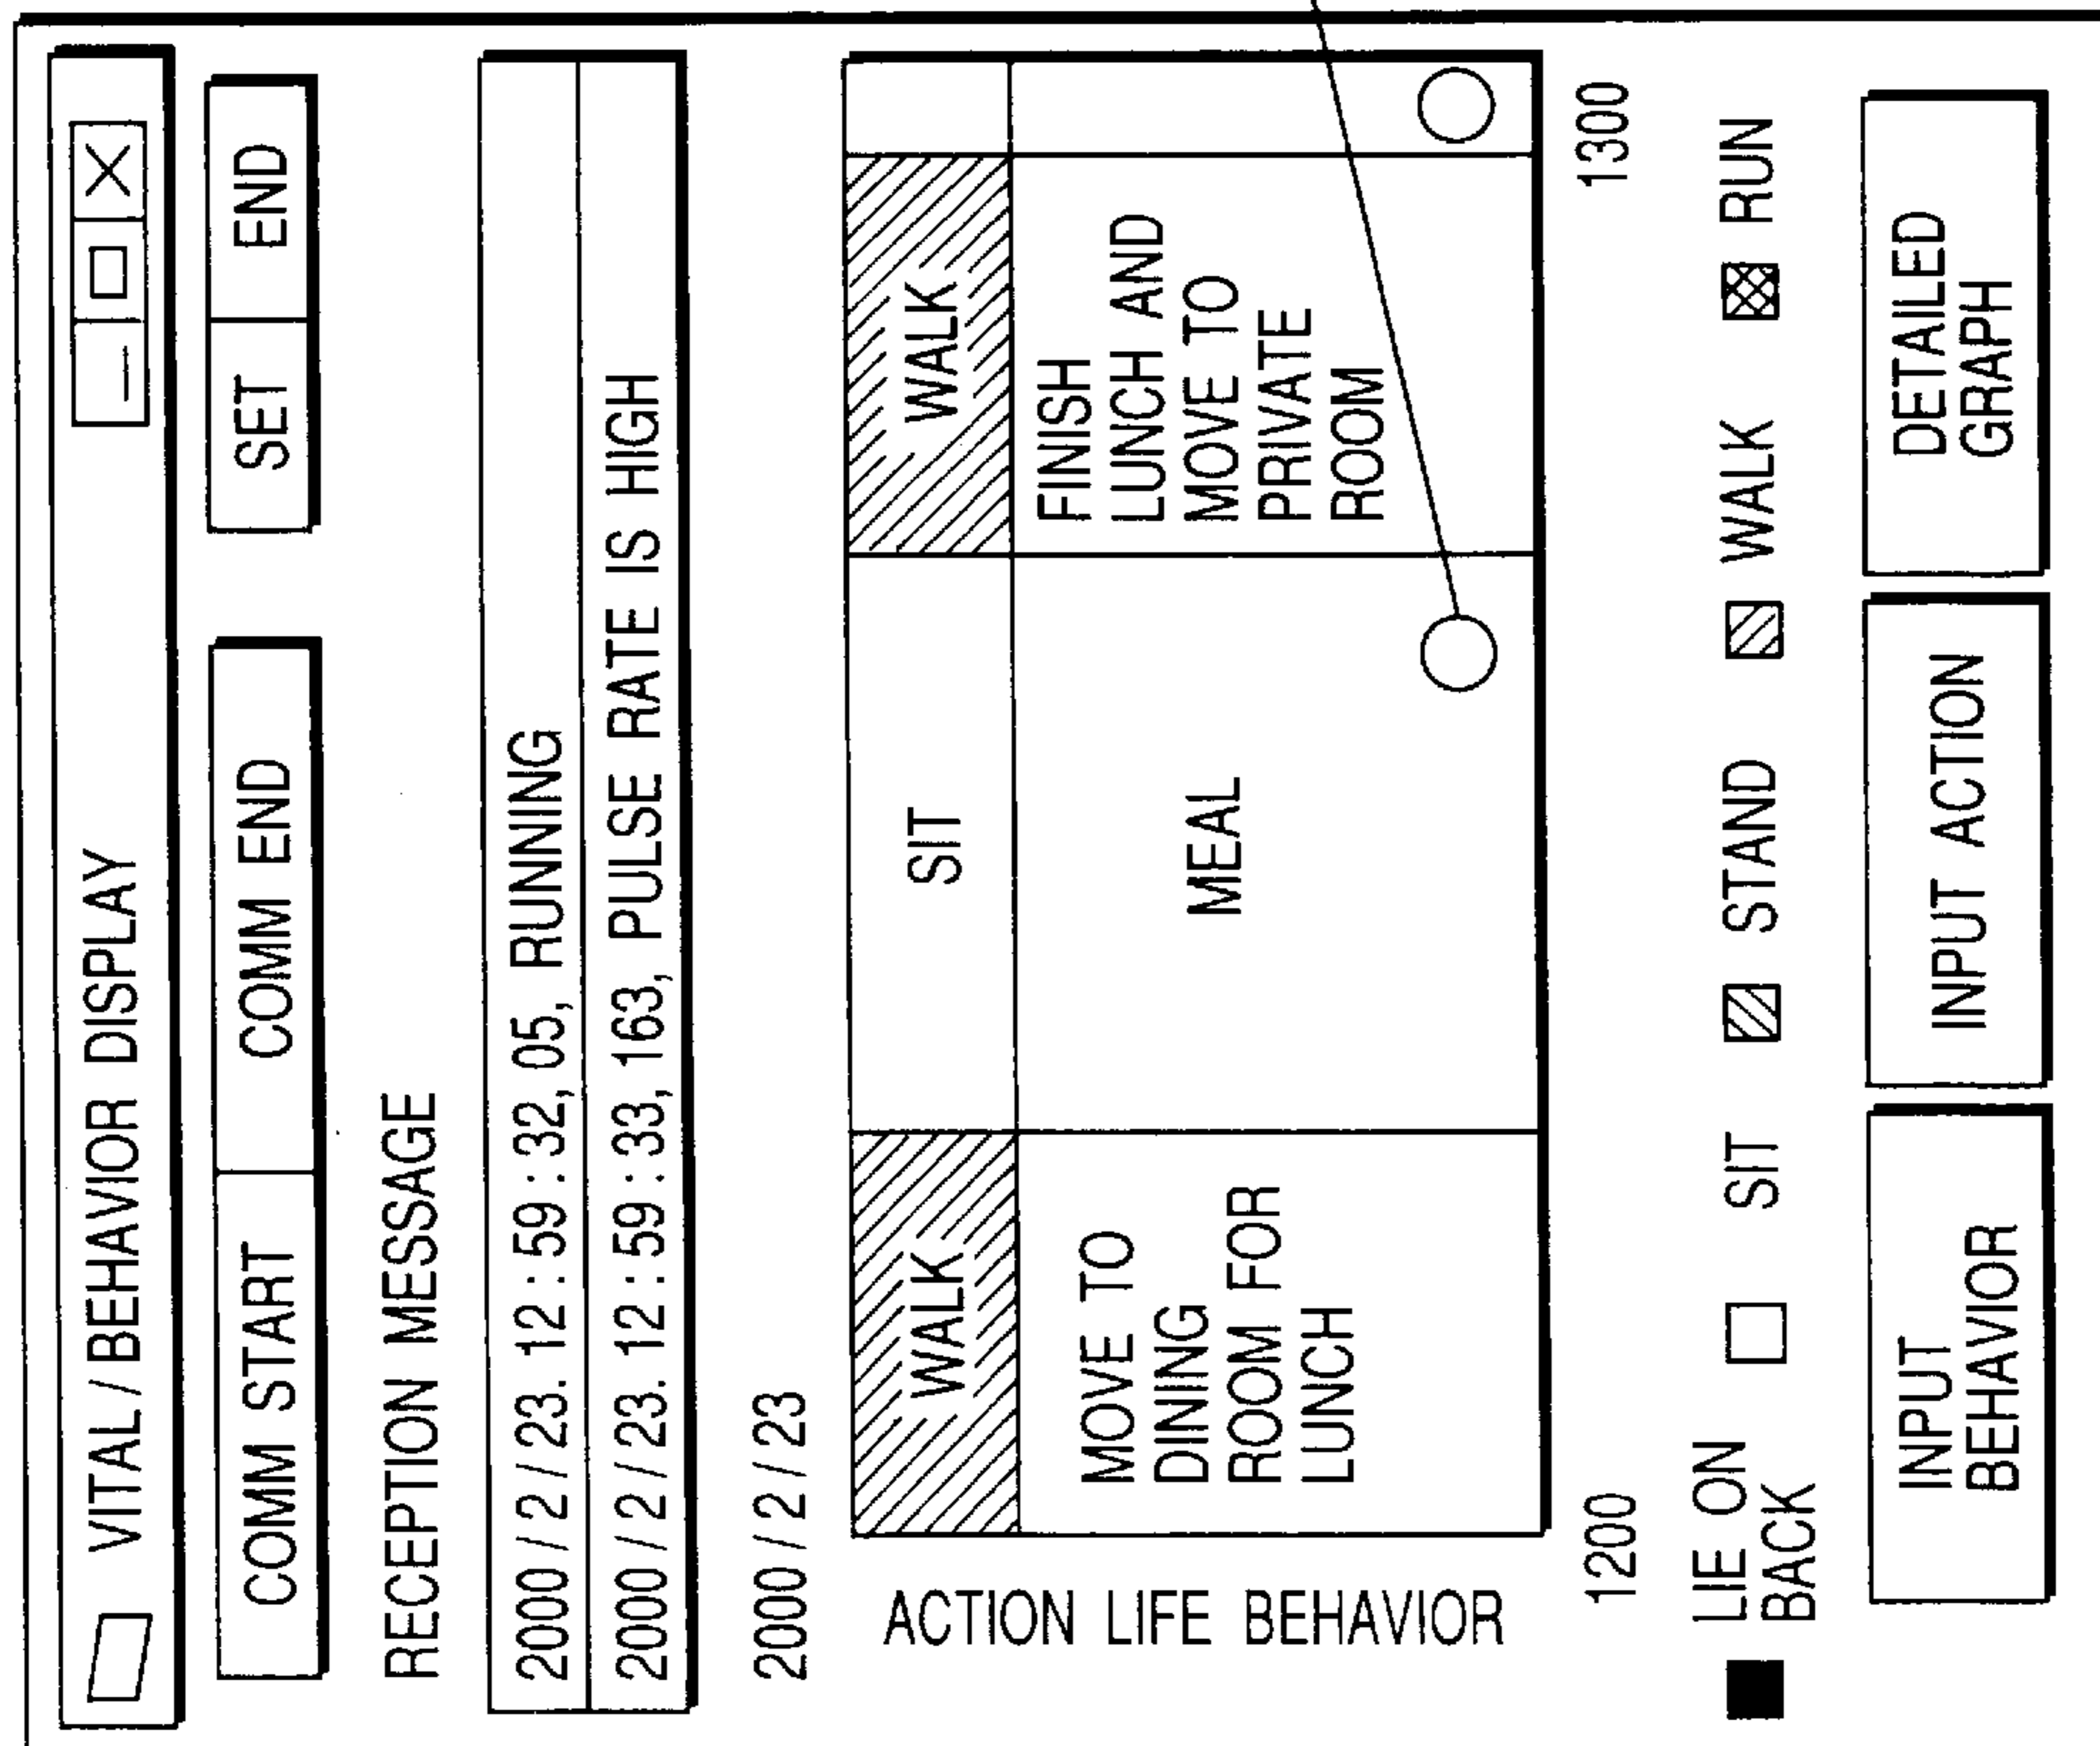 VITAL / BEHAVIOR DISPLAY
COMM START
COMM END
SET
END
RECEPTION MESSAGE
2000 / 2 / 23. 12 : 59 : 32, 05, RUNNING
2000 / 2 / 23. 12 : 59 : 33, 163, PULSE RATE IS HIGH
2000 / 2 / 23
ACTION LIFE BEHAVIOR
WALK
SIT
WALK
MOVE TO
DINING
ROOM FOR
LUNCH
MEAL
FINISH
LUNCH AND
MOVE TO
PRIVATE
ROOM
1200
1300
LIE ON
BACK
SIT
STAND
WALK
RUN
INPUT
BEHAVIOR
INPUT ACTION
DETAILED
GRAPH